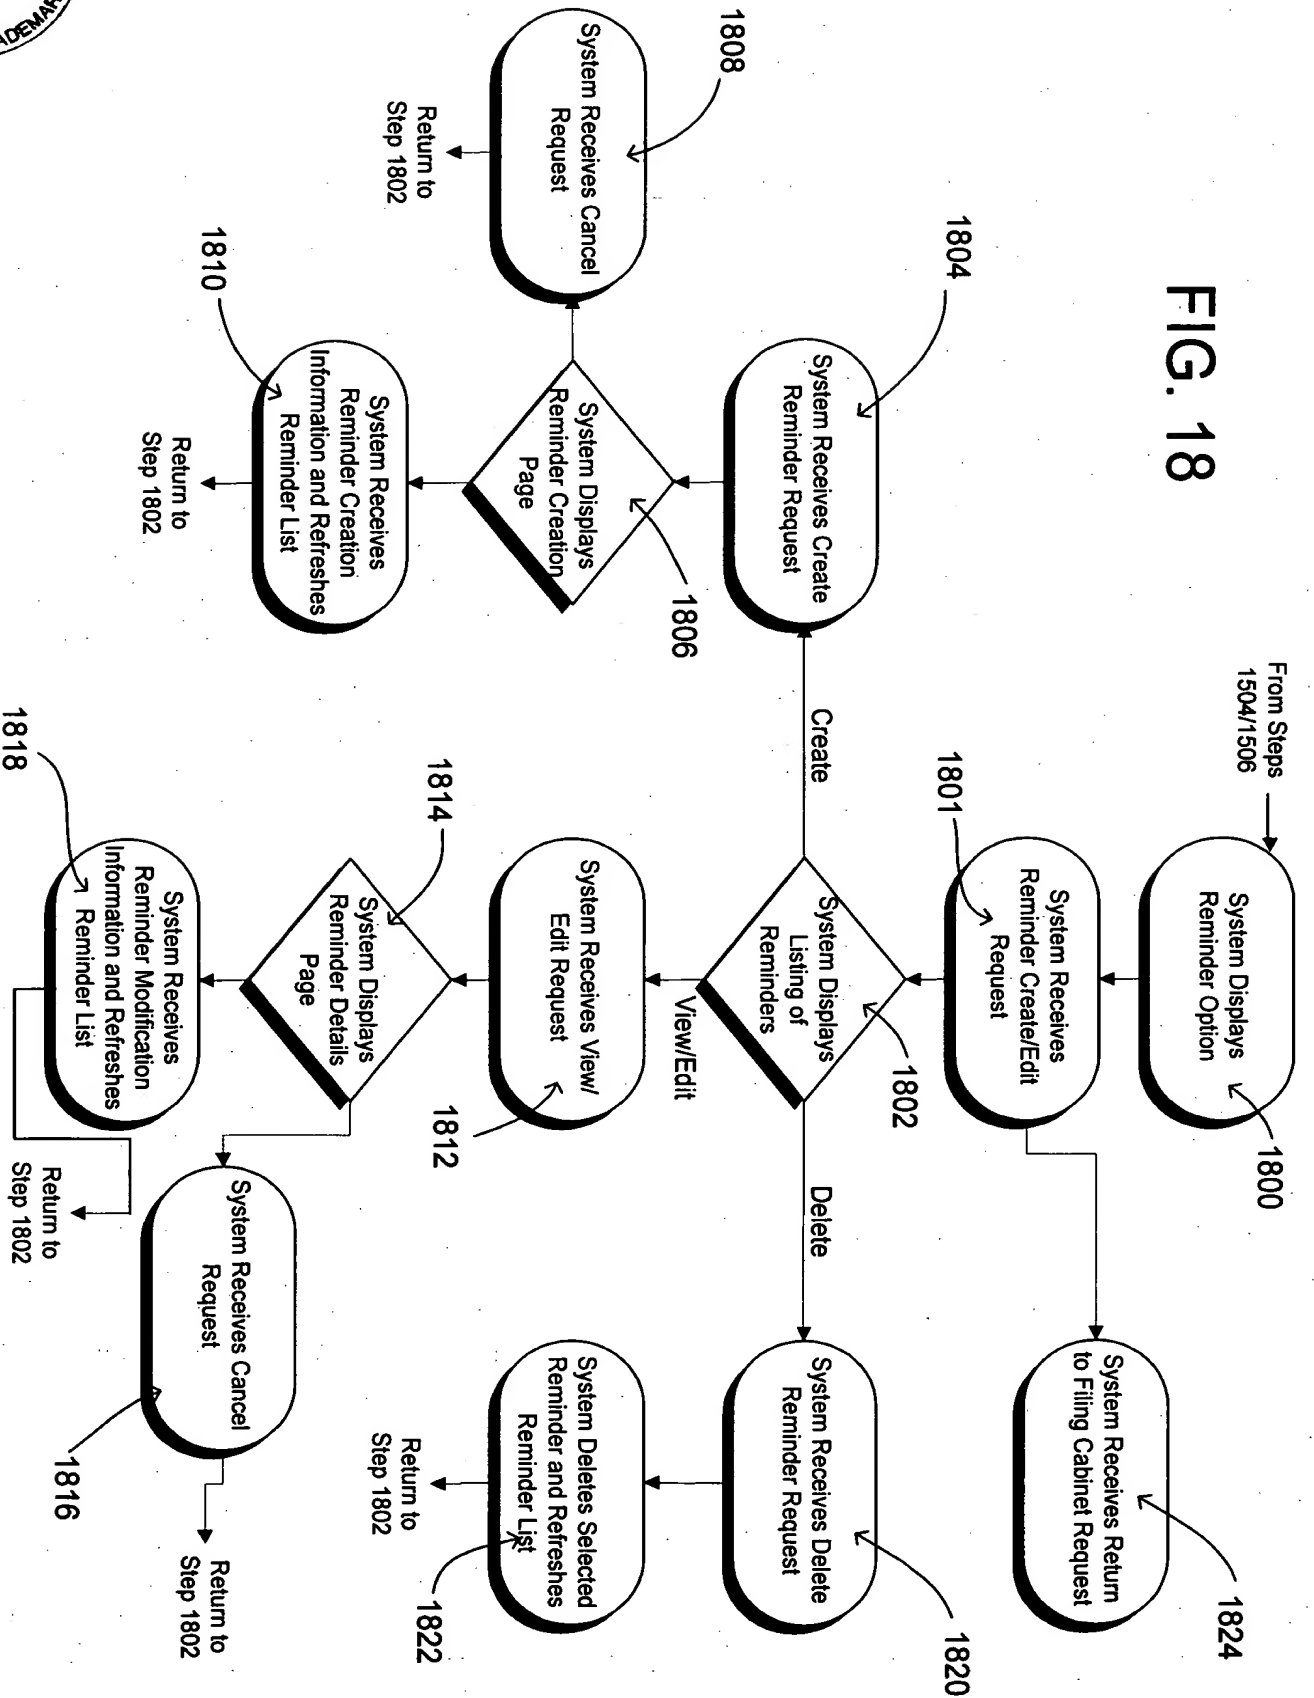 FIG. 18
From Steps
1504/1506
System Displays
Reminder Option
1800
System Receives
Reminder Create/Edit
Request
1801
System Receives Return
to Filing Cabinet Request
1824
System Displays
Listing of
Reminders
1802
Create
View/Edit
Delete
System Receives Create
Reminder Request
1804
System Displays
Reminder Creation
Page
1806
System Receives Cancel
Request
1808
Return to
Step 1802
System Receives
Reminder Creation
Information and Refreshes
Reminder List
1810
Return to
Step 1802
System Receives View/
Edit Request
1812
System Displays
Reminder Details
Page
1814
System Receives Cancel
Request
1816
Return to
Step 1802
System Receives
Reminder Modification
Information and Refreshes
Reminder List
1818
Return to
Step 1802
System Receives Delete
Reminder Request
1820
System Deletes Selected
Reminder and Refreshes
Reminder List
1822
Return to
Step 1802